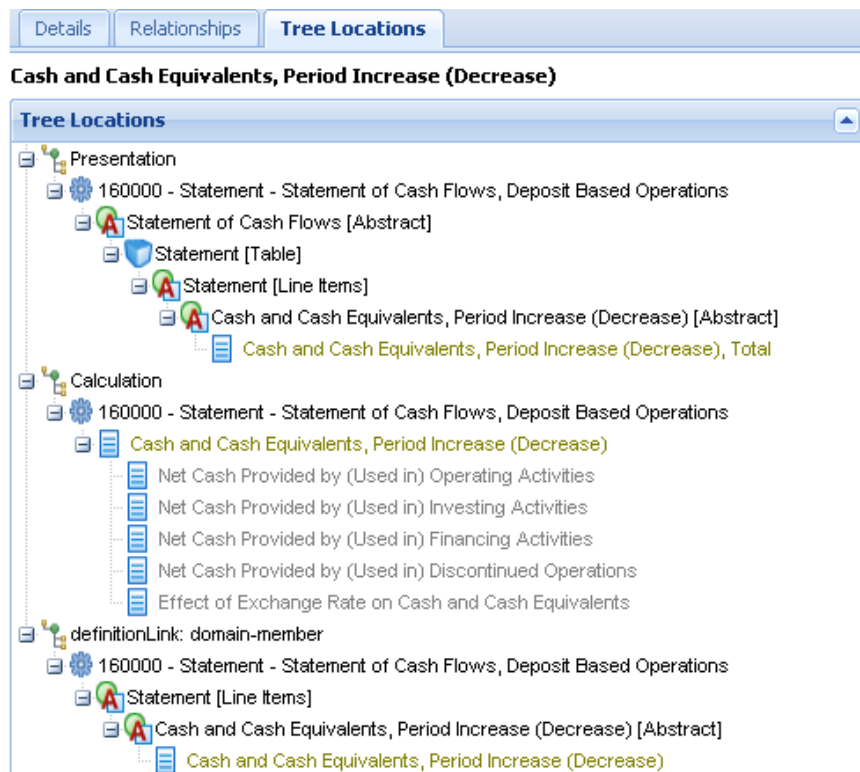 Details Relationships Tree Locations
Cash and Cash Equivalents, Period Increase (Decrease)
Tree Locations
Presentation
160000 - Statement - Statement of Cash Flows, Deposit Based Operations
Statement of Cash Flows [Abstract]
Statement [Table]
Statement [Line Items]
Cash and Cash Equivalents, Period Increase (Decrease) [Abstract]
Cash and Cash Equivalents, Period Increase (Decrease), Total
Calculation
160000 - Statement - Statement of Cash Flows, Deposit Based Operations
Cash and Cash Equivalents, Period Increase (Decrease)
Net Cash Provided by (Used in) Operating Activities
Net Cash Provided by (Used in) Investing Activities
Net Cash Provided by (Used in) Financing Activities
Net Cash Provided by (Used in) Discontinued Operations
Effect of Exchange Rate on Cash and Cash Equivalents
definitionLink: domain-member
160000 - Statement - Statement of Cash Flows, Deposit Based Operations
Statement [Line Items]
Cash and Cash Equivalents, Period Increase (Decrease) [Abstract]
Cash and Cash Equivalents, Period Increase (Decrease)